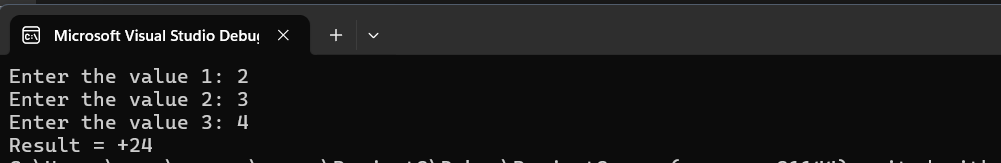 Microsoft Visual Studio Debu
Enter the value 1: 2
Enter the value 2: 3
Enter the value 3: 4
Result = +24